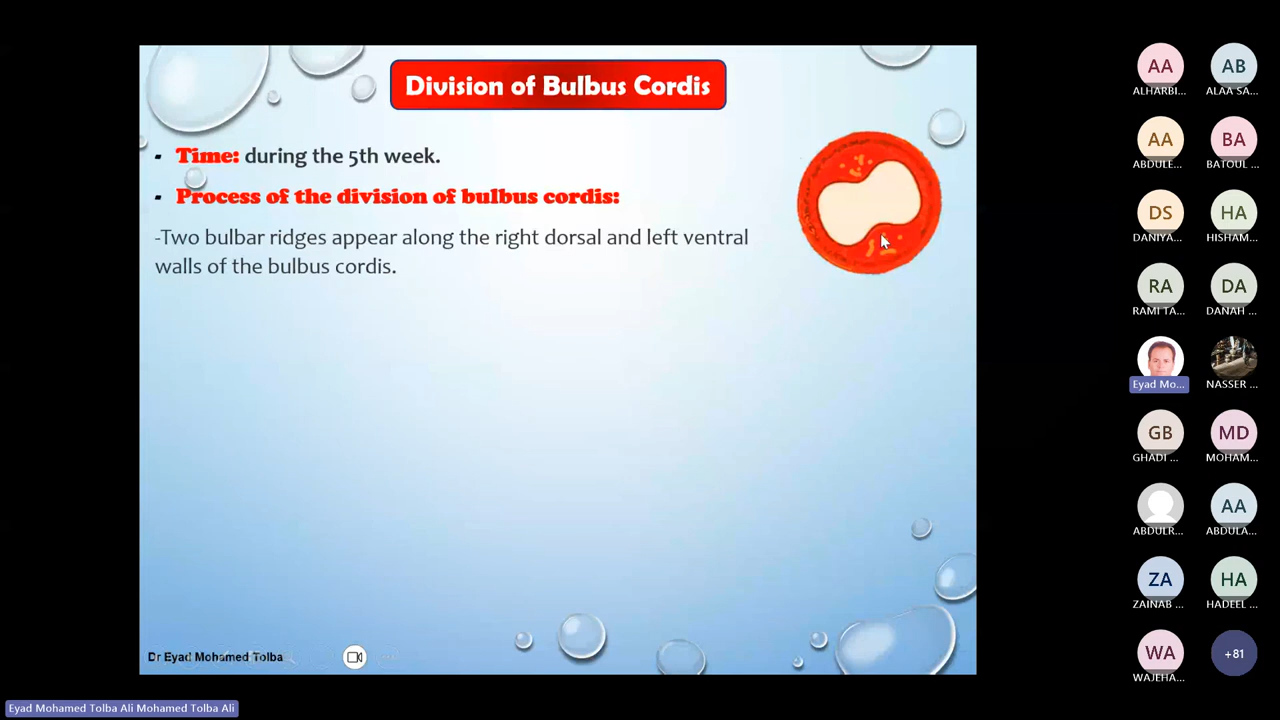 Division of Bulbus Cordis
- Time: during the 5th week.
- Process of the division of bulbus cordis:
-Two bulbar ridges appear along the right dorsal and left ventral
walls of the bulbus cordis.
Dr Eyad Mohamed Tolba
AA
ALHARBI...
AB
ALAA SA...
AA
ABDULE...
BA
BATOUL ...
DS
DANIYA...
HA
HISHAM...
RA
RAMI TA...
DA
DANAH ...
Eyad Mo...
NASSER ...
GB
GHADI ...
MD
MOHAM...
ABDULR...
AA
ABDULA...
ZA
ZAINAB ...
HA
HADEEL ...
WA
WAJEHA...
+81
Eyad Mohamed Tolba Ali Mohamed Tolba Ali